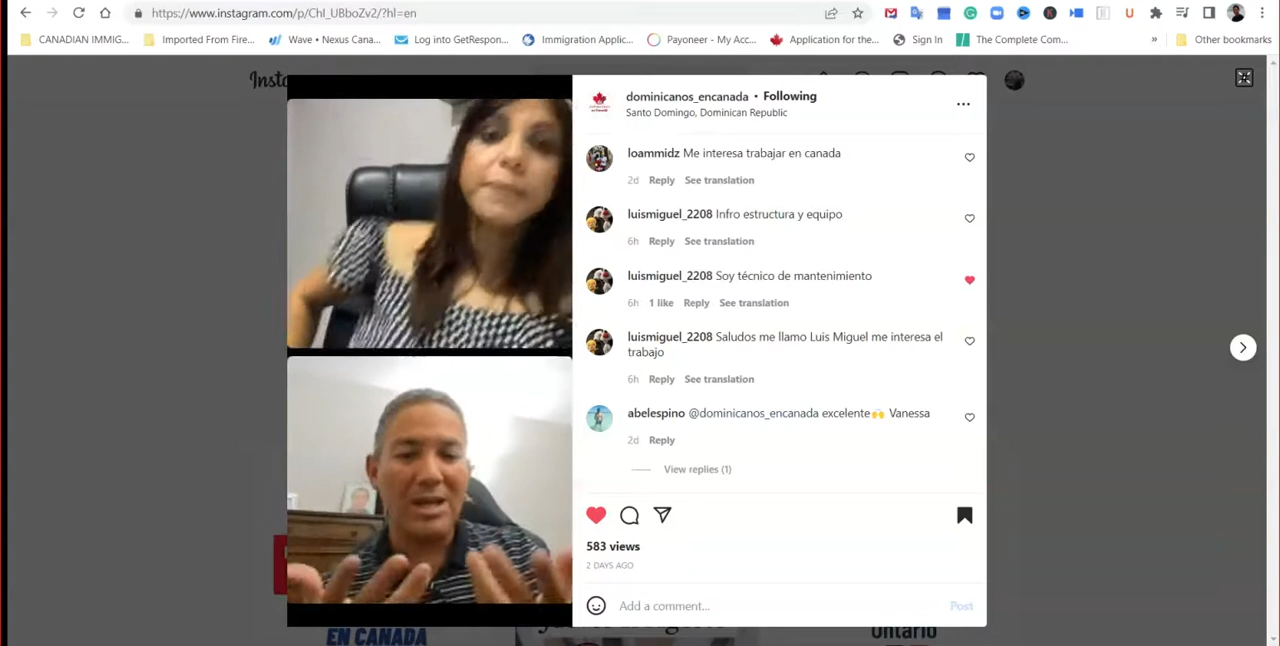 https://www.instagram.com/p/ChI_UBboZv2/?hl=en
CANADIAN IMMIG... Imported From Fire... Wave • Nexus Cana... Log into GetRespon... Immigration Applic... Payoneer - My Acc... Application for the... Sign In The Complete Com... » Other bookmarks
Insta
dominicanos_encanada • Following
Santo Domingo, Dominican Republic
loammidz Me interesa trabajar en canada
2d Reply See translation
luismiguel_2208 Infro estructura y equipo
6h Reply See translation
luismiguel_2208 Soy técnico de mantenimiento
6h 1 like Reply See translation
luismiguel_2208 Saludos me llamo Luis Miguel me interesa el
trabajo
6h Reply See translation
abelespino @dominicanos_encanada excelente🙌 Vanessa
2d Reply
View replies (1)
583 views
2 DAYS AGO
Add a comment... Post
EN CANADA
Ontario